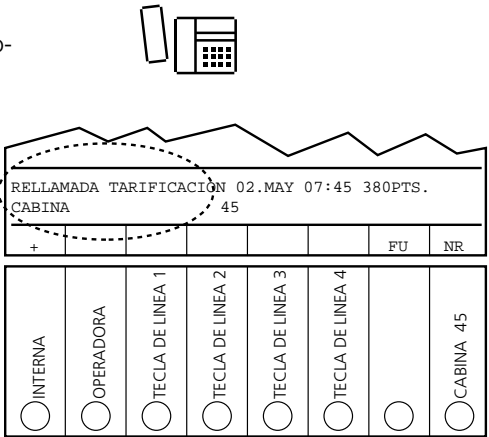 o-
RELLAMADA TARIFICACION 02.MAY 07:45 380PTS.
CABINA 45
+ FU NR
INTERNA
OPERADORA
TECLA DE LINEA 1
TECLA DE LINEA 2
TECLA DE LINEA 3
TECLA DE LINEA 4
CABINA 45